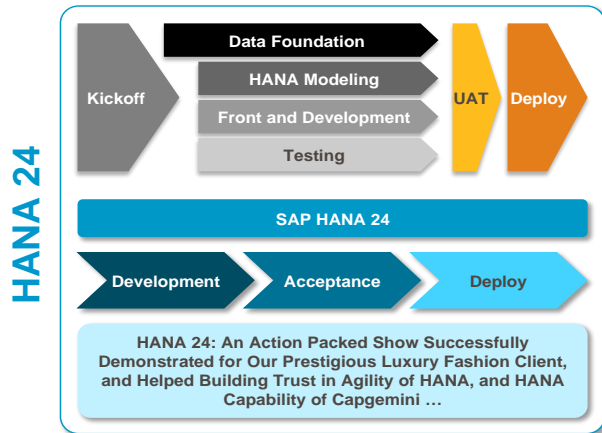 HANA 24
Kickoff
Data Foundation
HANA Modeling
Front and Development
Testing
UAT
Deploy
SAP HANA 24
Development
Acceptance
Deploy
HANA 24: An Action Packed Show Successfully
Demonstrated for Our Prestigious Luxury Fashion Client,
and Helped Building Trust in Agility of HANA, and HANA
Capability of Capgemini …